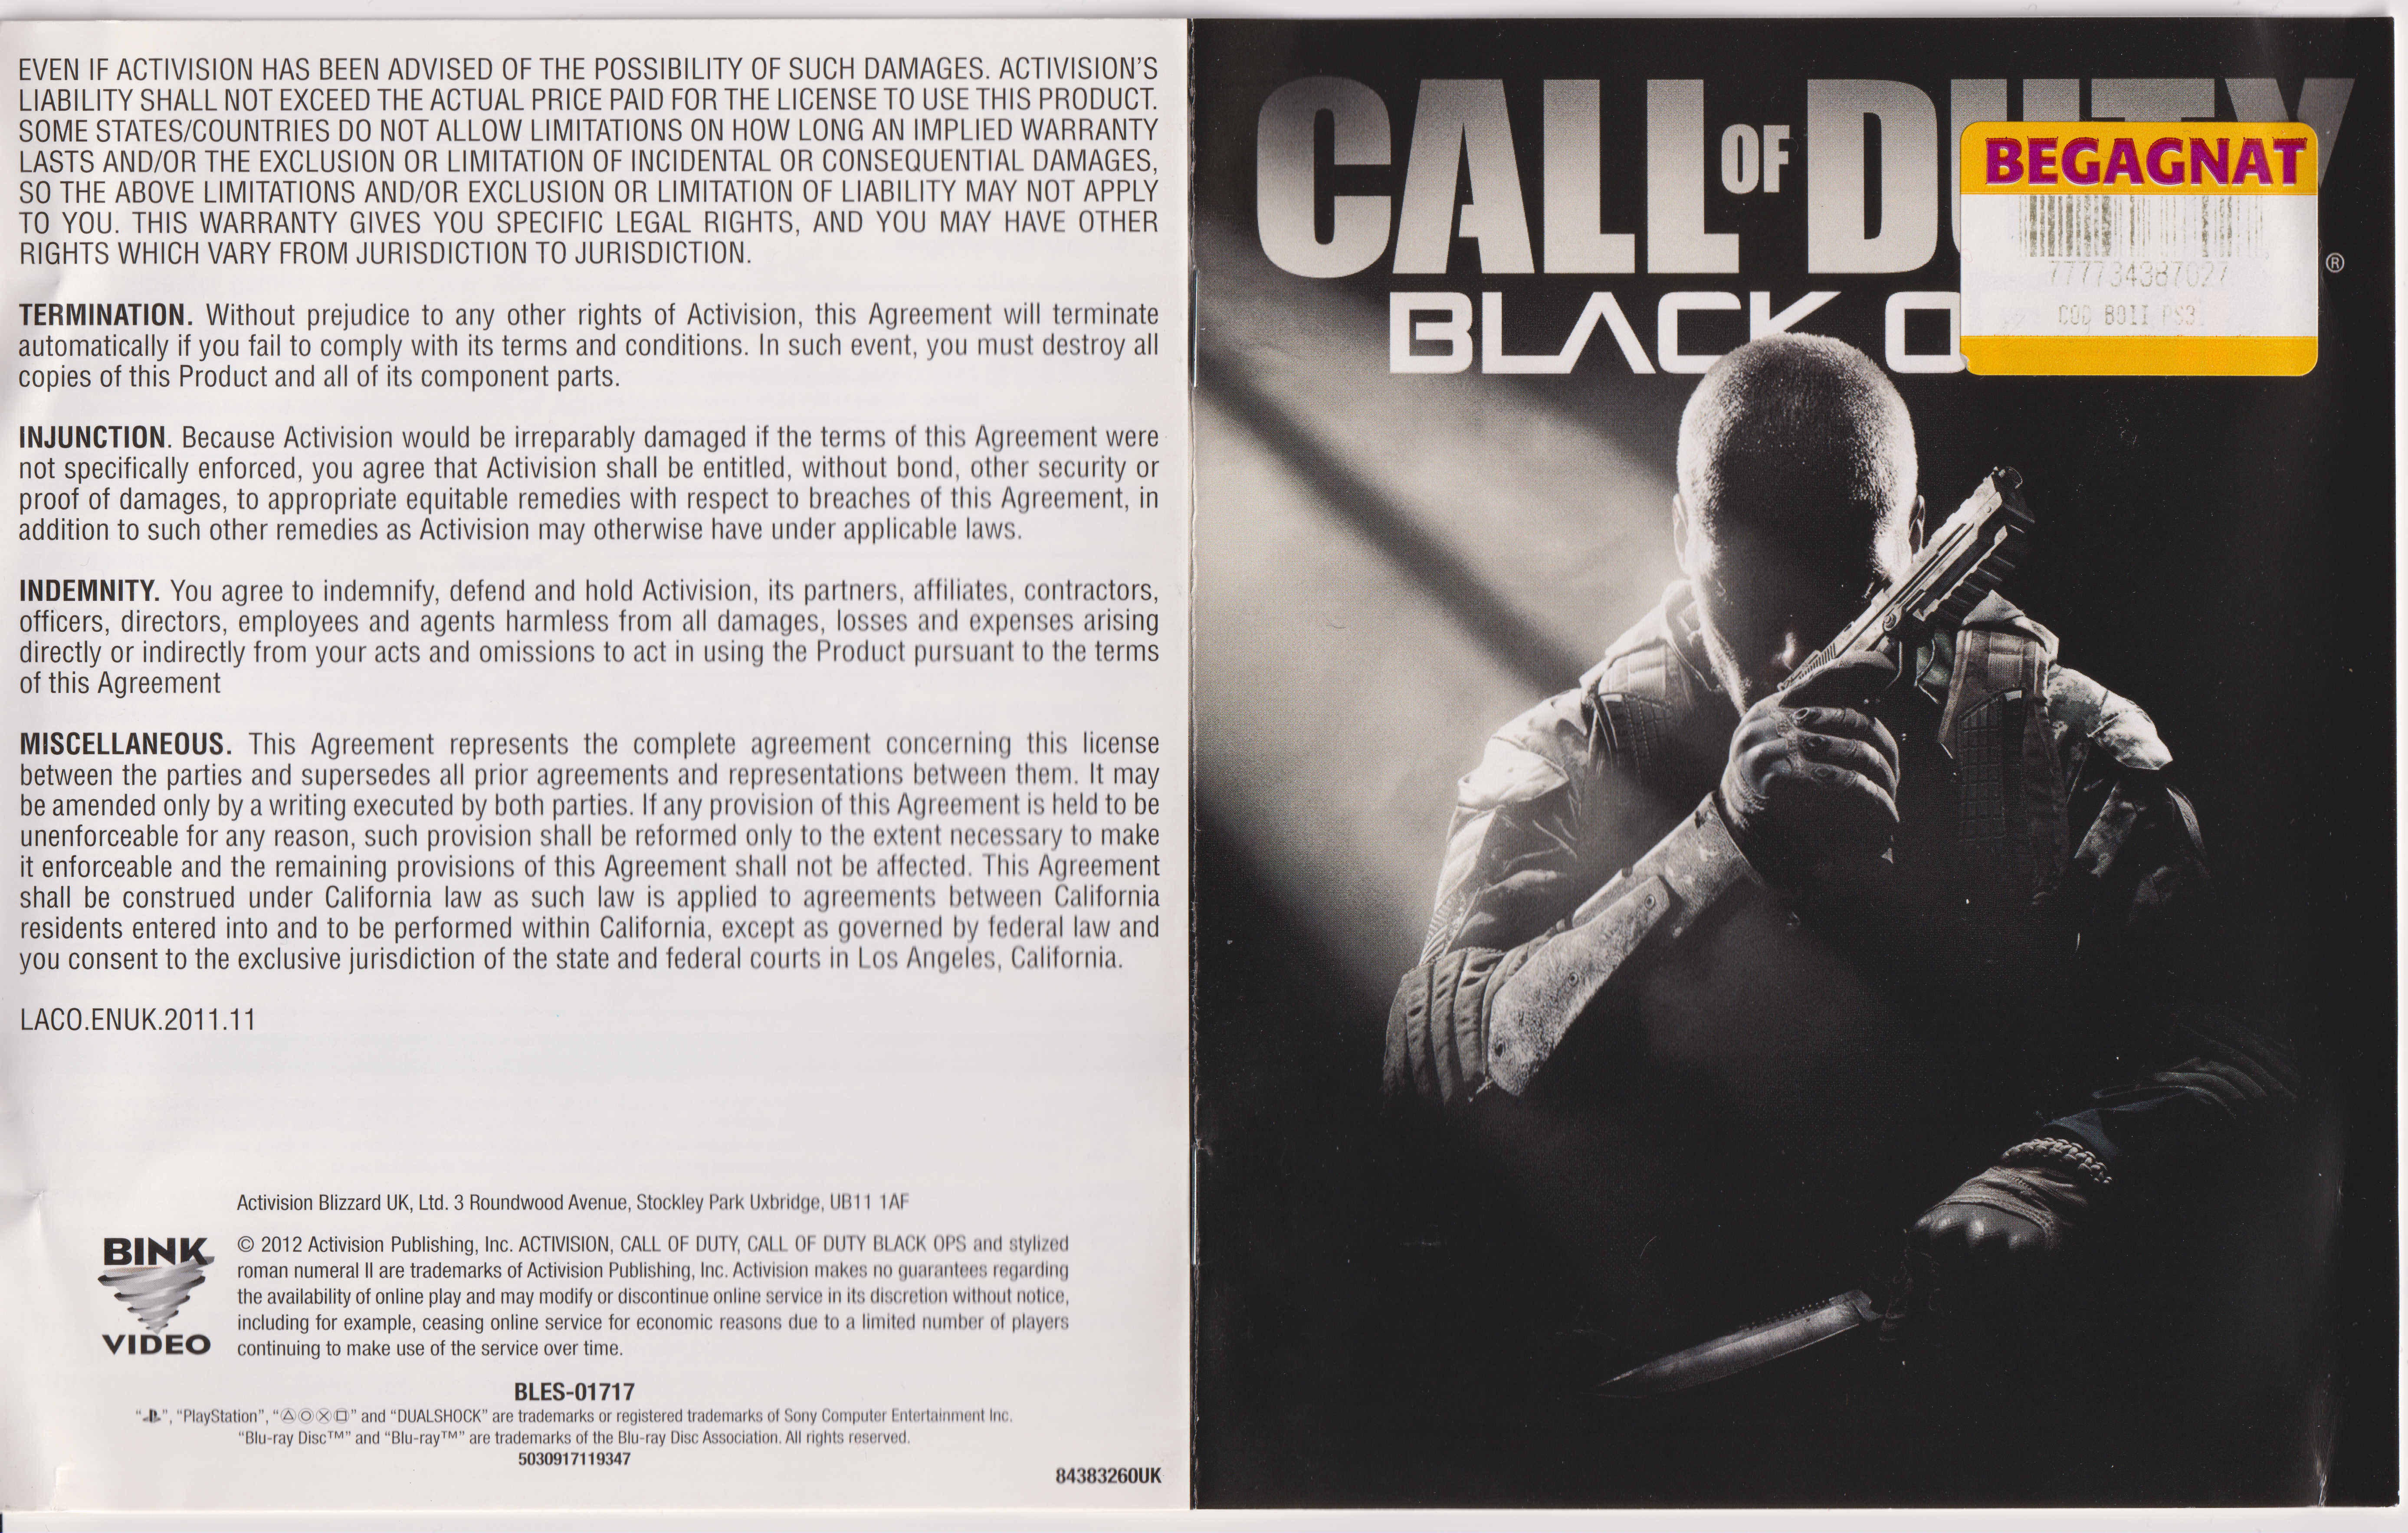 EVEN IF ACTIVISION HAS BEEN ADVISED OF THE POSSIBILITY OF SUCH DAMAGES. ACTIVISION'S
LIABILITY SHALL NOT EXCEED THE ACTUAL PRICE PAID FOR THE LICENSE TO USE THIS PRODUCT.
SOME STATES/COUNTRIES DO NOT ALLOW LIMITATIONS ON HOW LONG AN IMPLIED WARRANTY
LASTS AND/OR THE EXCLUSION OR LIMITATION OF INCIDENTAL OR CONSEQUENTIAL DAMAGES,
SO THE ABOVE LIMITATIONS AND/OR EXCLUSION OR LIMITATION OF LIABILITY MAY NOT APPLY
TO YOU. THIS WARRANTY GIVES YOU SPECIFIC LEGAL RIGHTS, AND YOU MAY HAVE OTHER
RIGHTS WHICH VARY FROM JURISDICTION TO JURISDICTION.
TERMINATION. Without prejudice to any other rights of Activision, this Agreement will terminate
automatically if you fail to comply with its terms and conditions. In such event, you must destroy all
copies of this Product and all of its component parts.
INJUNCTION. Because Activision would be irreparably damaged if the terms of this Agreement were
not specifically enforced, you agree that Activision shall be entitled, without bond, other security or
proof of damages, to appropriate equitable remedies with respect to breaches of this Agreement, in
addition to such other remedies as Activision may otherwise have under applicable laws.
INDEMNITY. You agree to indemnify, defend and hold Activision, its partners, affiliates, contractors,
officers, directors, employees and agents harmless from all damages, losses and expenses arising
directly or indirectly from your acts and omissions to act in using the Product pursuant to the terms
of this Agreement
MISCELLANEOUS. This Agreement represents the complete agreement concerning this license
between the parties and supersedes all prior agreements and representations between them. It may
be amended only by a writing executed by both parties. If any provision of this Agreement is held to be
unenforceable for any reason, such provision shall be reformed only to the extent necessary to make
it enforceable and the remaining provisions of this Agreement shall not be affected. This Agreement
shall be construed under California law as such law is applied to agreements between California
residents entered into and to be performed within California, except as governed by federal law and
you consent to the exclusive jurisdiction of the state and federal courts in Los Angeles, California.
LACO.ENUK.2011.11
Activision Blizzard UK, Ltd. 3 Roundwood Avenue, Stockley Park Uxbridge, UB11 1AF
BINK
VIDEO
© 2012 Activision Publishing, Inc. ACTIVISION, CALL OF DUTY, CALL OF DUTY BLACK OPS and stylized
roman numeral II are trademarks of Activision Publishing, Inc. Activision makes no guarantees regarding
the availability of online play and may modify or discontinue online service in its discretion without notice,
including for example, ceasing online service for economic reasons due to a limited number of players
continuing to make use of the service over time.
BLES-01717
"", "PlayStation", "△○✕□" and "DUALSHOCK" are trademarks or registered trademarks of Sony Computer Entertainment Inc.
"Blu-ray Disc™" and "Blu-ray™" are trademarks of the Blu-ray Disc Association. All rights reserved.
5030917119347
84383260UK
CALL OF DUTY
BLACK O
®
BEGAGNAT
777734387027
COD BOII PS3